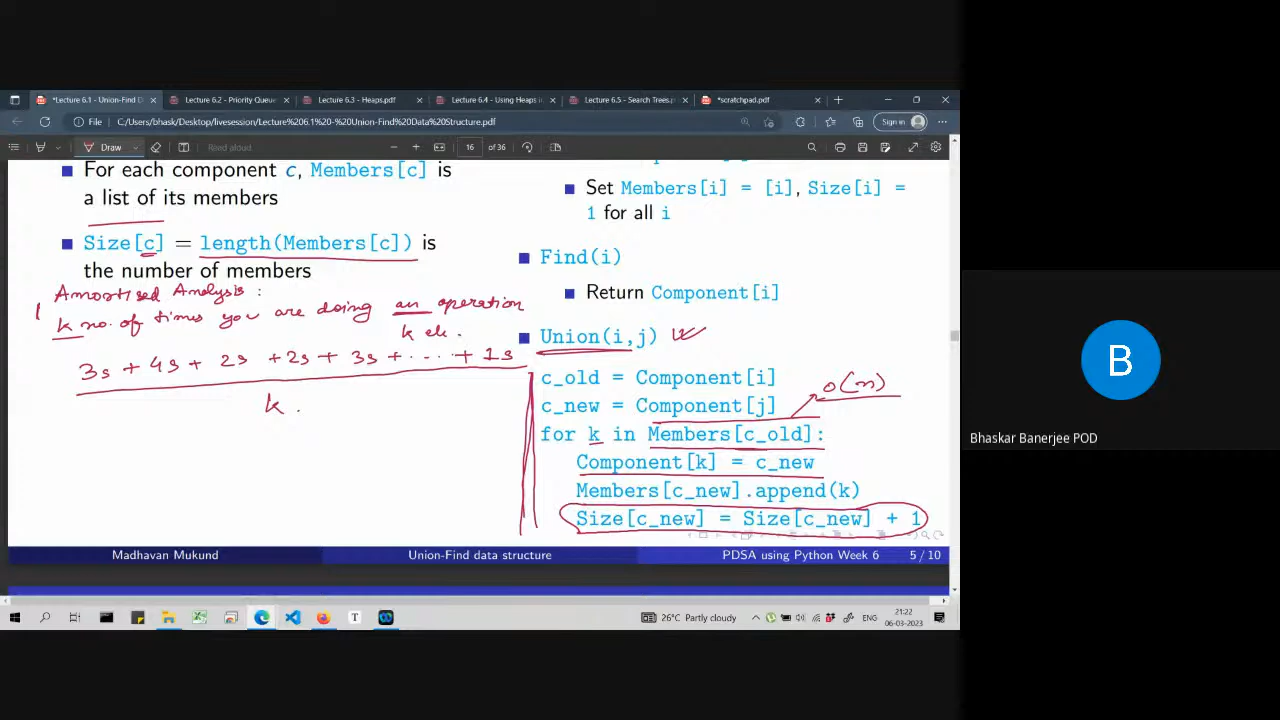 *Lecture 6.1 - Union-Find D
Lecture 6.2 - Priority Queue
Lecture 6.3 - Heaps.pdf
Lecture 6.4 - Using Heaps in
Lecture 6.5 - Search Trees.p
*scratchpad.pdf
File
C:/Users/bhask/Desktop/livesession/Lecture%206.1%20-%20Union-Find%20Data%20Structure.pdf
Sign in
Draw
Read aloud
16 of 36
For each component c, Members[c] is
a list of its members
Size[c] = length(Members[c]) is
the number of members
Amortised Analysis :
k no. of times you are doing an operation
k ele.
3s + 4s + 2s + 2s + 3s + .... + 1s
k .
Set Members[i] = [i], Size[i] =
1 for all i
Find(i)
Return Component[i]
Union(i,j)
c_old = Component[i]
c_new = Component[j]
O(n)
for k in Members[c_old]:
Component[k] = c_new
Members[c_new].append(k)
Size[c_new] = Size[c_new] + 1
Madhavan Mukund
Union-Find data structure
PDSA using Python Week 6
5 / 10
26°C Partly cloudy
ENG
21:22
06-03-2023
B
Bhaskar Banerjee POD